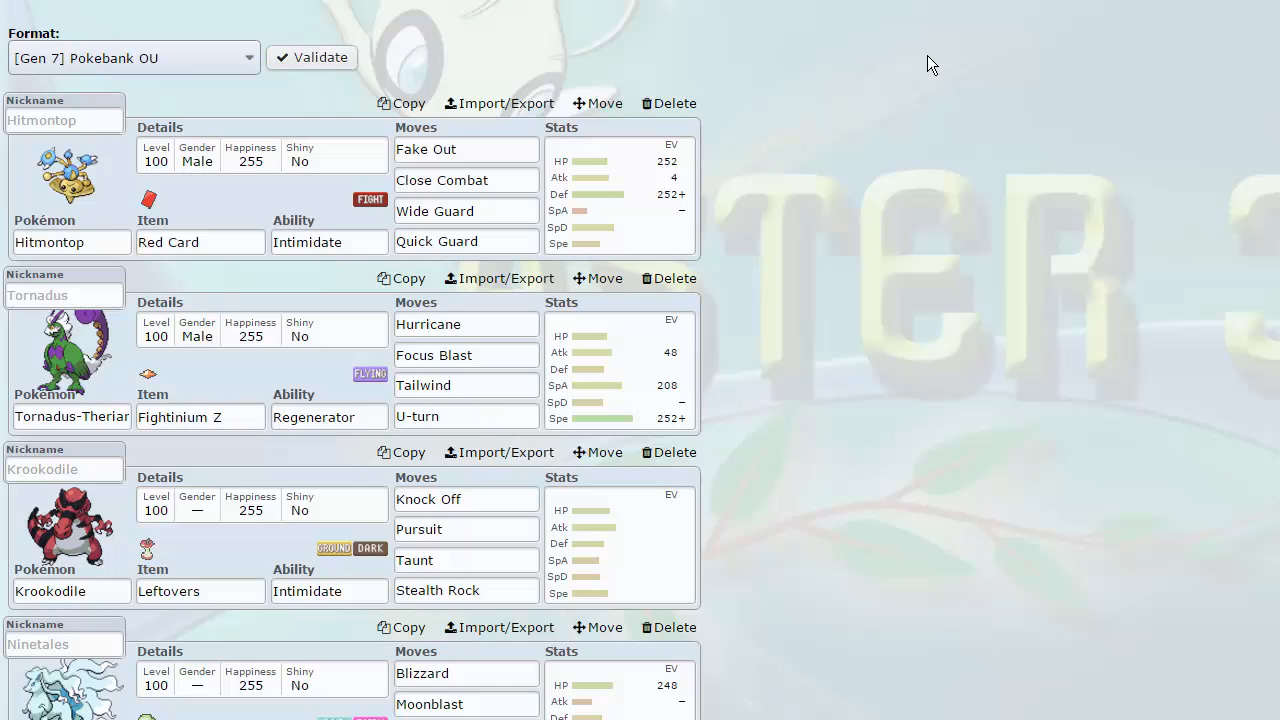 Format:
[Gen 7] Pokebank OU Validate
Nickname Copy Import/Export Move Delete
Hitmontop
Details Moves Stats
Level Gender Happiness Shiny EV
100 Male 255 No
Fake Out
Close Combat
Wide Guard
Quick Guard
HP 252
Atk 4
Def 252+
SpA –
SpD
Spe
FIGHT
Pokémon Item Ability
Hitmontop Red Card Intimidate
Nickname Copy Import/Export Move Delete
Tornadus
Details Moves Stats
Level Gender Happiness Shiny EV
100 Male 255 No
Hurricane
Focus Blast
Tailwind
U-turn
HP
Atk 48
Def
SpA 208
SpD –
Spe 252+
FLYING
Pokémon Item Ability
Tornadus-Therian Fightinium Z Regenerator
Nickname Copy Import/Export Move Delete
Krookodile
Details Moves Stats
Level Gender Happiness Shiny EV
100 — 255 No
Knock Off
Pursuit
Taunt
Stealth Rock
HP
Atk
Def
SpA
SpD
Spe
GROUND DARK
Pokémon Item Ability
Krookodile Leftovers Intimidate
Nickname Copy Import/Export Move Delete
Ninetales
Details Moves Stats
Level Gender Happiness Shiny EV
100 — 255 No
Blizzard
Moonblast
HP 248
Atk –
Def